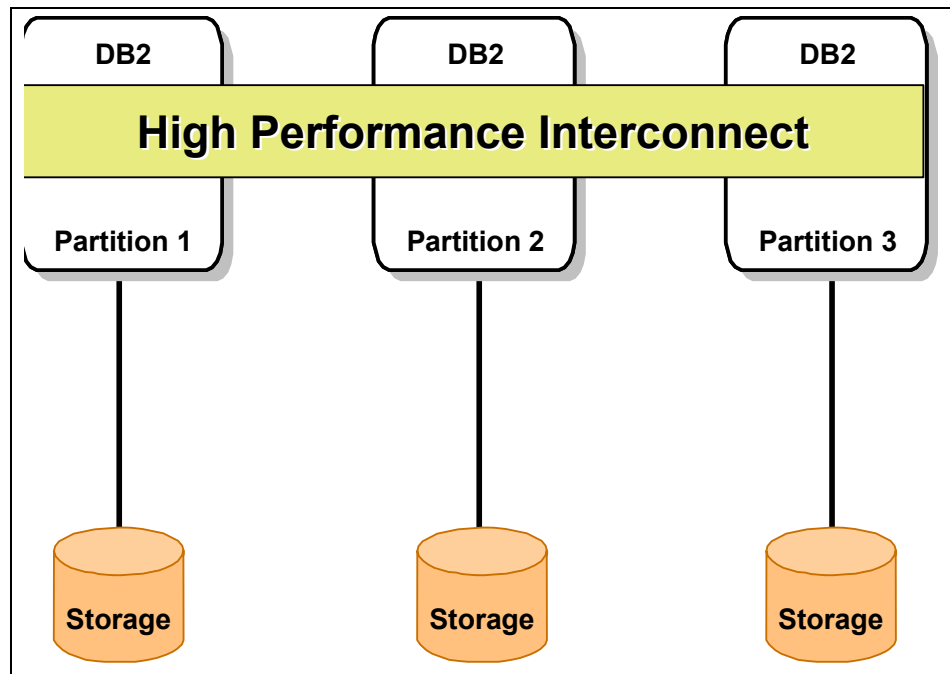 DB2
DB2
DB2
High Performance Interconnect
Partition 1
Partition 2
Partition 3
Storage
Storage
Storage